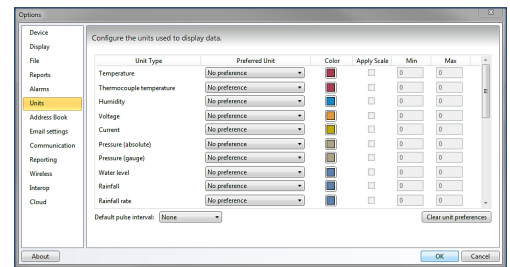 Options
Device
Display
File
Reports
Alarms
Units
Address Book
Email settings
Communication
Reporting
Wireless
Interop
Cloud
Configure the units used to display data.
Unit Type Preferred Unit Color Apply Scale Min Max
Temperature No preference 0 0
Thermocouple temperature No preference 0 0
Humidity No preference 0 0
Voltage No preference 0 0
Current No preference 0 0
Pressure (absolute) No preference 0 0
Pressure (gauge) No preference 0 0
Water level No preference 0 0
Rainfall No preference 0 0
Rainfall rate No preference 0 0
Default pulse interval: None Clear unit preferences
About OK Cancel